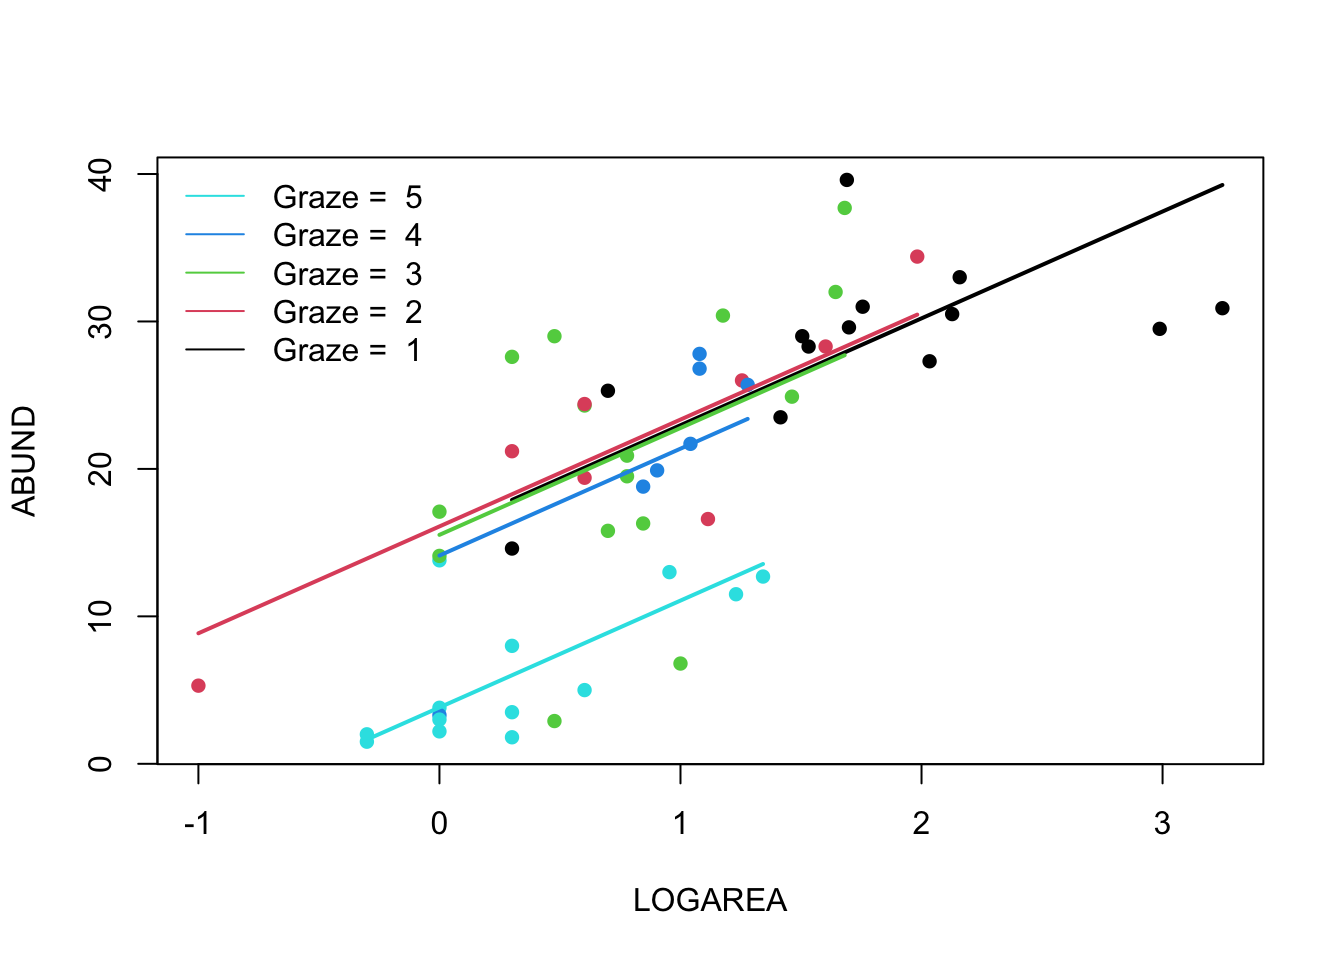 40
30
20
10
0
ABUND
Graze = 5
Graze = 4
Graze = 3
Graze = 2
Graze = 1
-1 0 1 2 3
LOGAREA